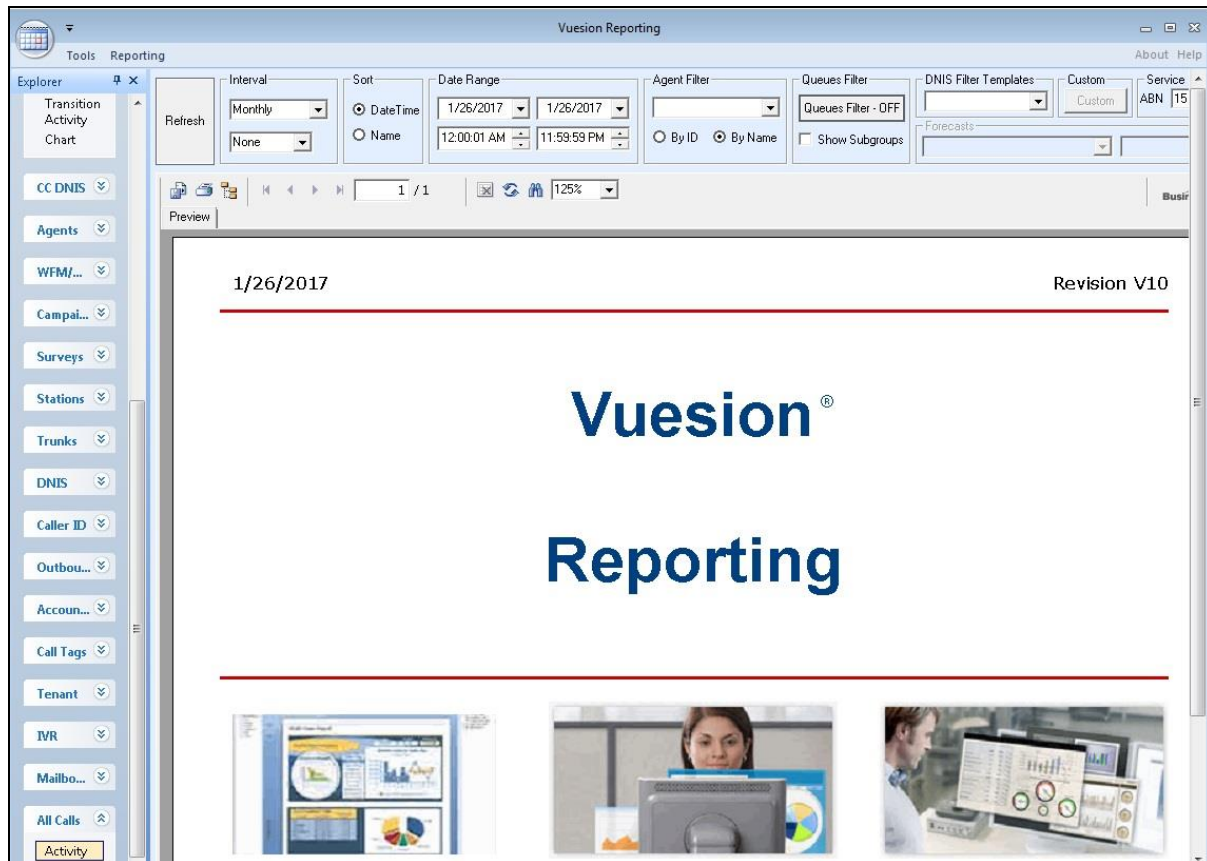 Vuesion Reporting
Tools Reporting
About Help
Explorer
Transition
Activity
Chart
CC DNIS
Agents
WFM/...
Campai...
Surveys
Stations
Trunks
DNIS
Caller ID
Outbou...
Accoun...
Call Tags
Tenant
IVR
Mailbo...
All Calls
Activity
Refresh
Interval
Monthly
None
Sort
DateTime
Name
Date Range
1/26/2017 1/26/2017
12:00:01 AM 11:59:59 PM
Agent Filter
By ID By Name
Queues Filter
Queues Filter - OFF
Show Subgroups
DNIS Filter Templates
Custom
Custom
Service
ABN 15
Forecasts
1 / 1
125%
Busin
Preview
1/26/2017 Revision V10
Vuesion®
Reporting